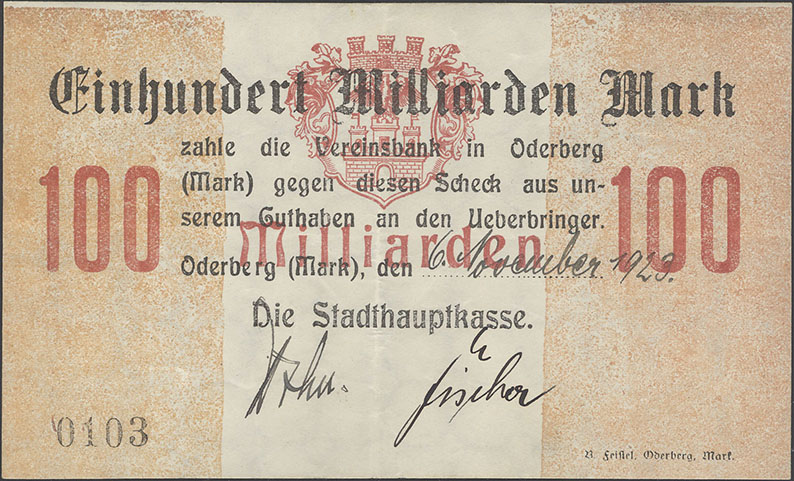 Einhundert Milliarden Mark
zahle die Vereinsbank in Oderberg
(Mark) gegen diesen Scheck aus un-
serem Guthaben an den Ueberbringer.
100 Milliarden 100
Oderberg (Mark), den 6. November 1923.
Die Stadthauptkasse.
Fischer
0103
Feistel, Oderberg, Mark.